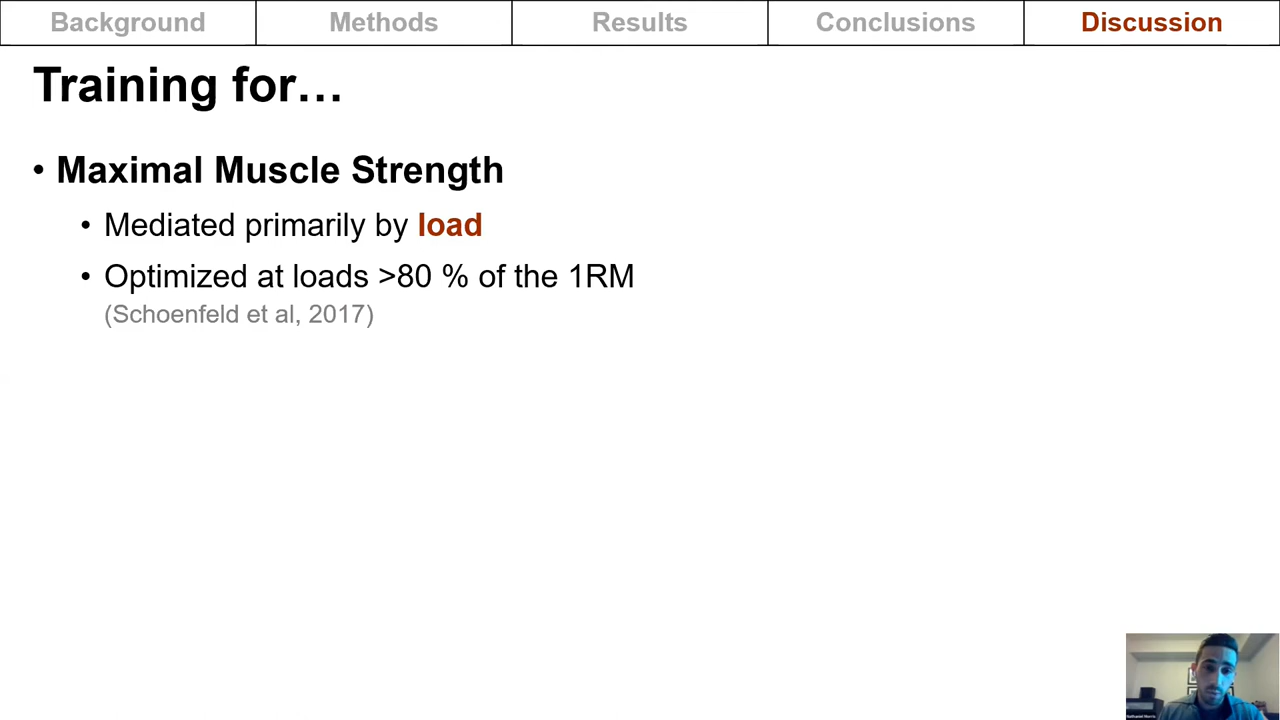 Background Methods Results Conclusions Discussion
Training for…
• Maximal Muscle Strength
• Mediated primarily by load
• Optimized at loads >80 % of the 1RM
(Schoenfeld et al, 2017)